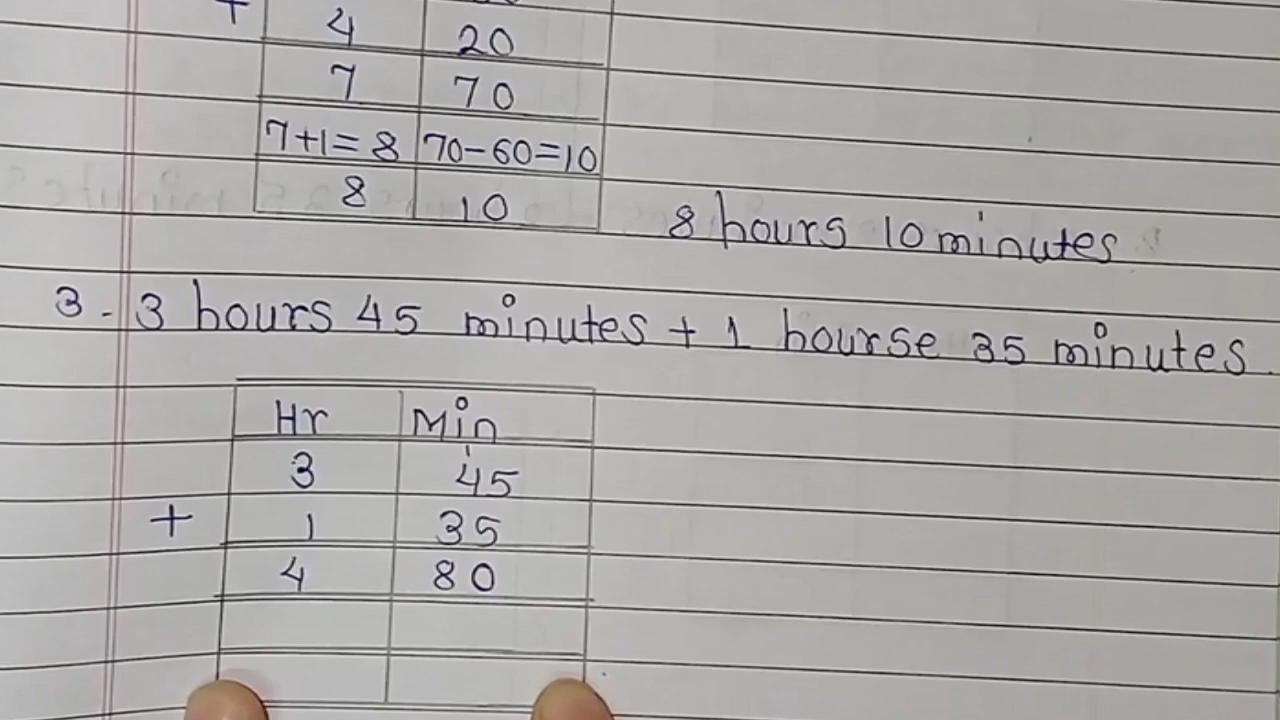 + 4 20
7 70
7+1=8 70-60=10
8 10
8 hours 10 minutes
3. 3 hours 45 minutes + 1 hourse 35 minutes.
Hr Min
3 45
+ 1 35
4 80